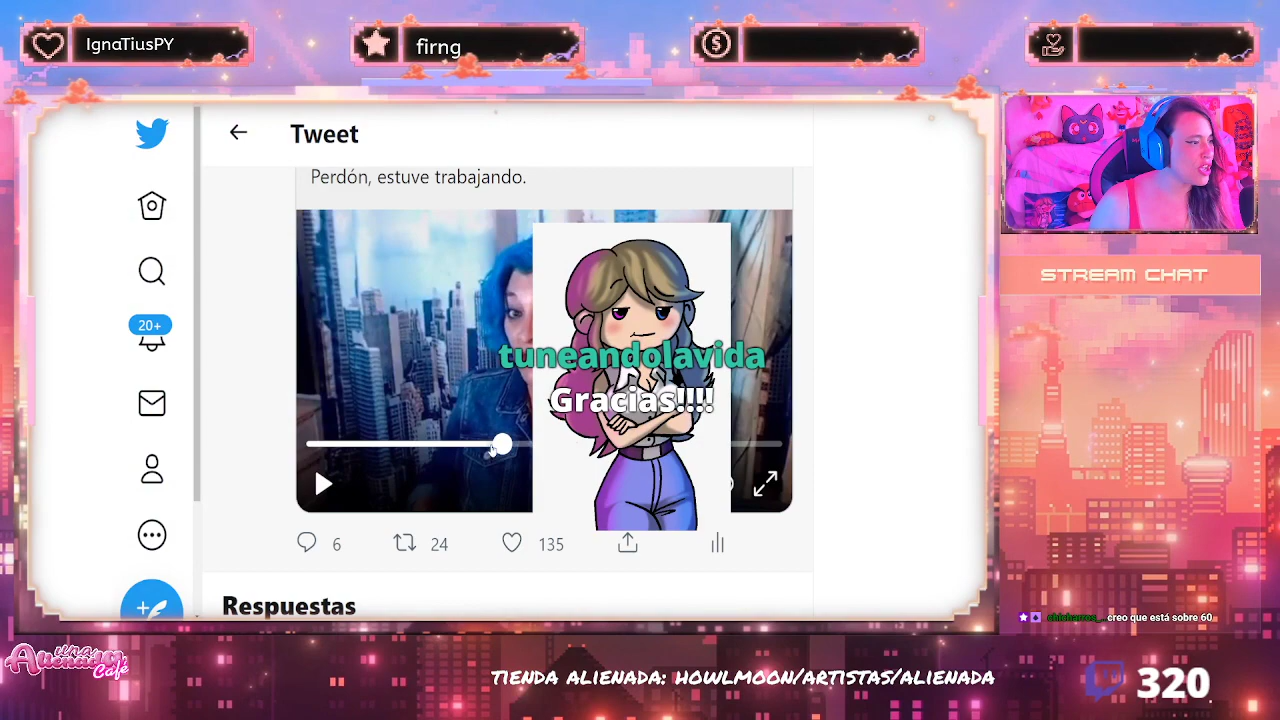 IgnaTiusPY
firng
Tweet
Perdón, estuve trabajando.
20+
tuneandolavida
Gracias!!!!
6
24
135
Respuestas
STREAM CHAT
creo que está sobre 60
Café
TIENDA ALIENADA: HOWLMOON/ARTISTAS/ALIENADA
320